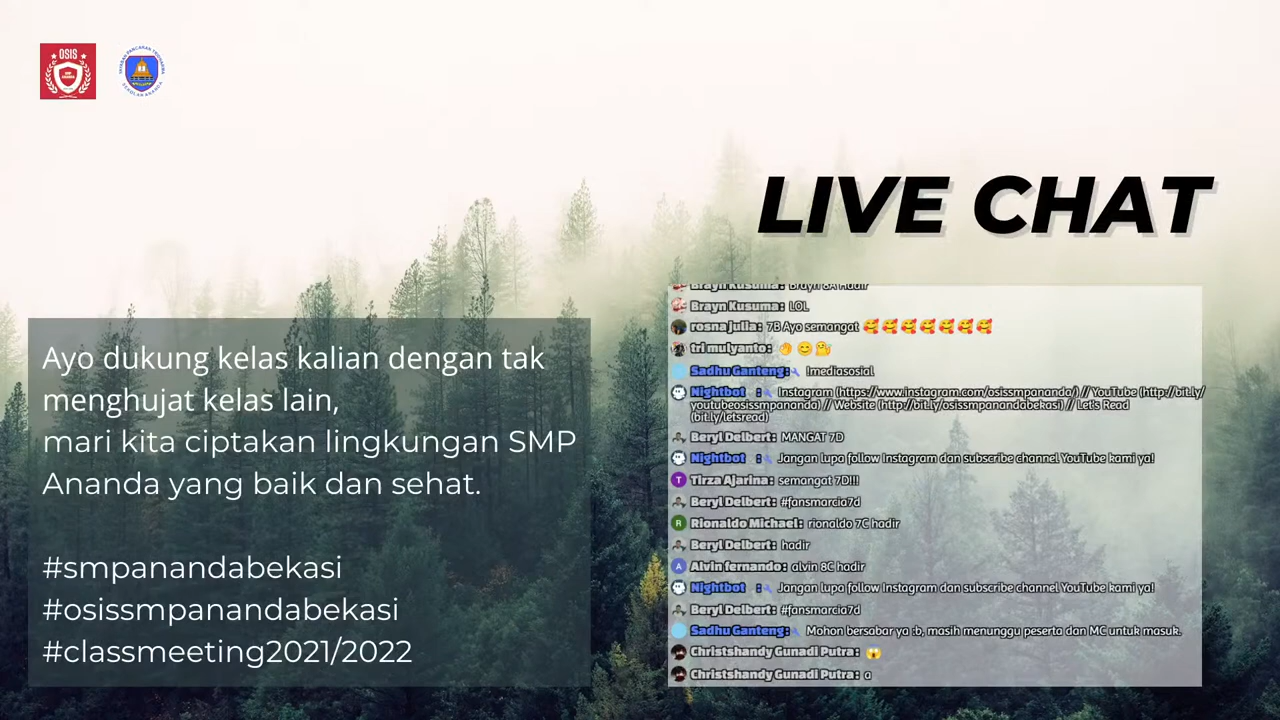 OSIS
LIVE CHAT
Ayo dukung kelas kalian dengan tak
menghujat kelas lain,
mari kita ciptakan lingkungan SMP
Ananda yang baik dan sehat.
#smpanandabekasi
#osissmpanandabekasi
#classmeeting2021/2022
Brayn Kusuma: Brayn 8A Hadir
Brayn Kusuma: LOL
rosna julia: 7B Ayo semangat 🥰🥰🥰🥰🥰🥰🥰
tri mulyanto:
Sadhu Ganteng: !mediasosial
Nightbot : Instagram (https://www.instagram.com/osissmpananda/) // YouTube (http://bit.ly/
youtubeosissmpananda) // Website (http://bit.ly/osissmpanandabekasi) // Let's Read
(bit.ly/letsread)
Beryl Delbert: MANGAT 7D
Nightbot : Jangan lupa follow Instagram dan subscribe channel YouTube kami ya!
T Tirza Ajarina: semangat 7D!!!
Beryl Delbert: #fansmarcia7d
R Rionaldo Michael: rionaldo 7C hadir
Beryl Delbert: hadir
A Alvin fernando: alvin 8C hadir
Nightbot : Jangan lupa follow Instagram dan subscribe channel YouTube kami ya!
Beryl Delbert: #fansmarcia7d
Sadhu Ganteng: Mohon bersabar ya :b, masih menunggu peserta dan MC untuk masuk.
Christshandy Gunadi Putra: 😱
Christshandy Gunadi Putra: a